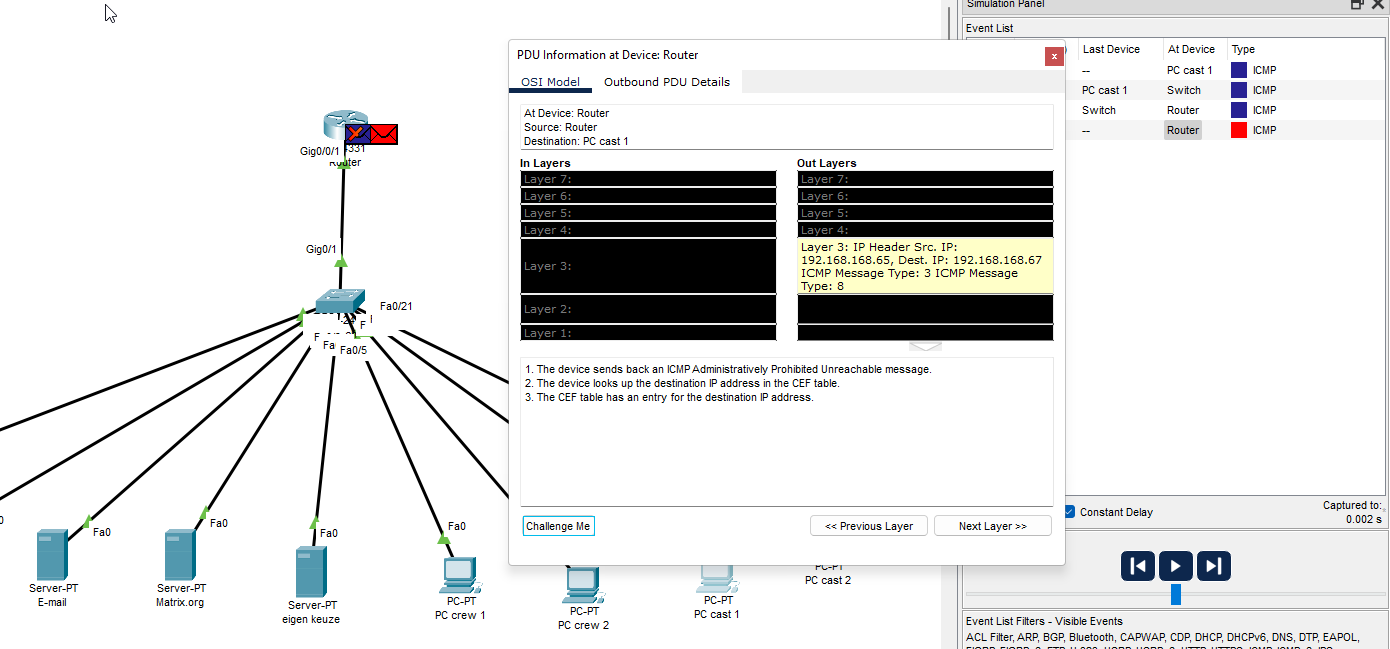 Simulation Panel
Event List
Last Device At Device Type
-- PC cast 1 ICMP
PC cast 1 Switch ICMP
Switch Router ICMP
-- Router ICMP
PDU Information at Device: Router
OSI Model Outbound PDU Details
At Device: Router
Source: Router
Destination: PC cast 1
In Layers
Layer 7:
Layer 6:
Layer 5:
Layer 4:
Layer 3:
Layer 2:
Layer 1:
Out Layers
Layer 7:
Layer 6:
Layer 5:
Layer 4:
Layer 3: IP Header Src. IP:
192.168.168.65, Dest. IP: 192.168.168.67
ICMP Message Type: 3 ICMP Message
Type: 8
1. The device sends back an ICMP Administratively Prohibited Unreachable message.
2. The device looks up the destination IP address in the CEF table.
3. The CEF table has an entry for the destination IP address.
Challenge Me
<< Previous Layer
Next Layer >>
Gig0/0/1
Router
Gig0/1
Fa0/21
Fa0/5
Fa0
Fa0
Fa0
Fa0
Server-PT
E-mail
Server-PT
Matrix.org
Server-PT
eigen keuze
PC-PT
PC crew 1
PC-PT
PC crew 2
PC-PT
PC cast 1
PC-PT
PC cast 2
Constant Delay
Captured to:
0.002 s
Event List Filters - Visible Events
ACL Filter, ARP, BGP, Bluetooth, CAPWAP, CDP, DHCP, DHCPv6, DNS, DTP, EAPOL,